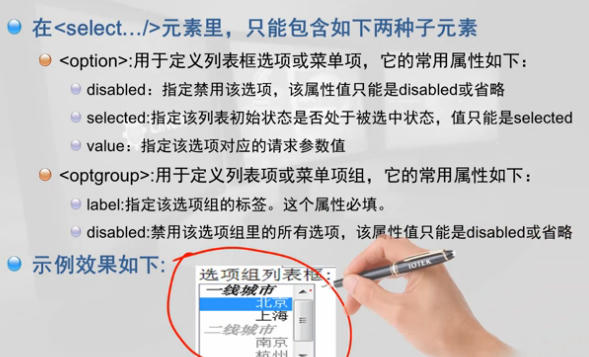 在<select…/>元素里，只能包含如下两种子元素
<option>:用于定义列表框选项或菜单项，它的常用属性如下：
disabled：指定禁用该选项，该属性值只能是disabled或省略
selected:指定该列表初始状态是否处于被选中状态，值只能是selected
value：指定该选项对应的请求参数值
<optgroup>:用于定义列表项或菜单项组，它的常用属性如下：
label:指定该选项组的标签。这个属性必填。
disabled:禁用该选项组里的所有选项，该属性值只能是disabled或省略
示例效果如下:
选项组列表框:
一线城市
北京
上海
二线城市
南京
杭州
IOTEK